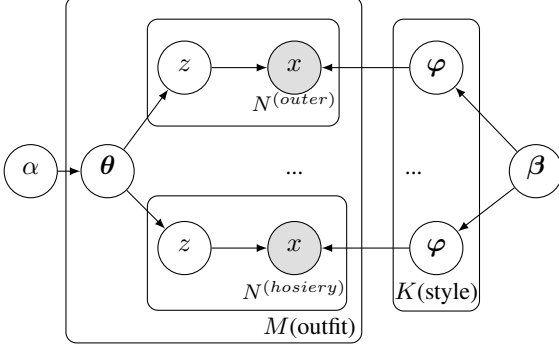 z x φ
N^(outer)
α θ ... ... β
z x φ
N^(hosiery) K(style)
M(outfit)